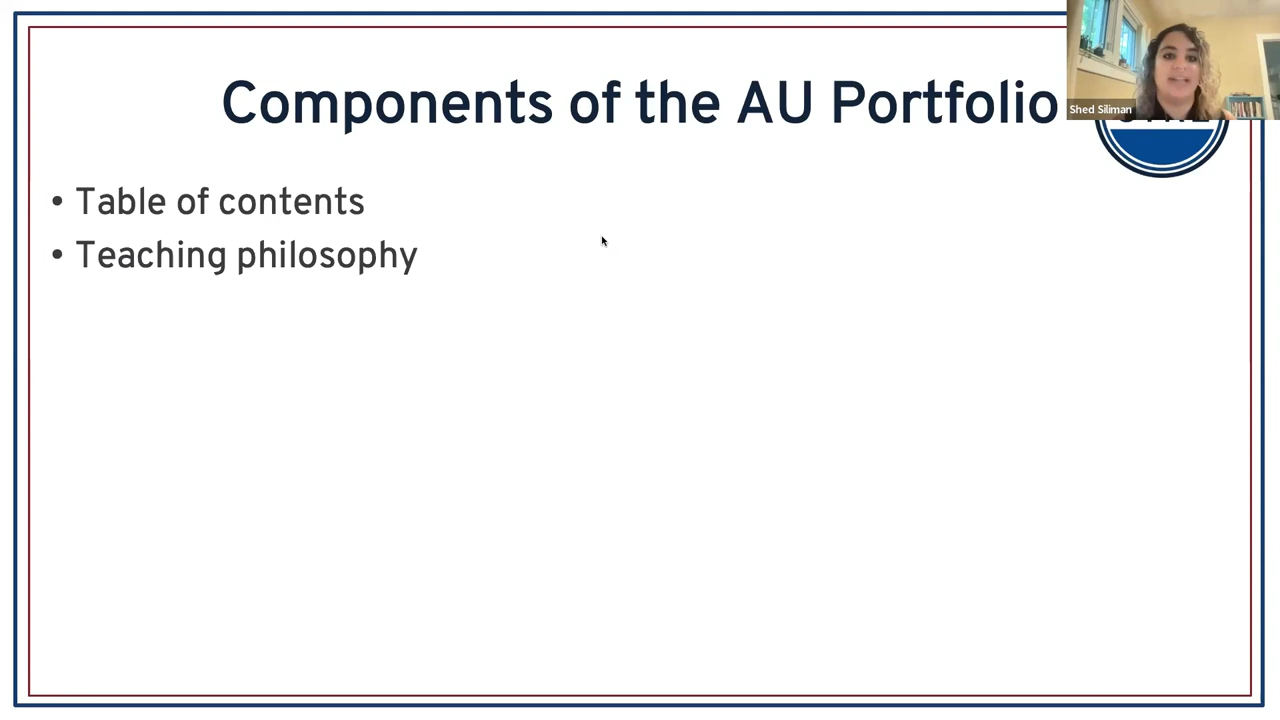 Components of the AU Portfolio
Shed Siliman
• Table of contents
• Teaching philosophy